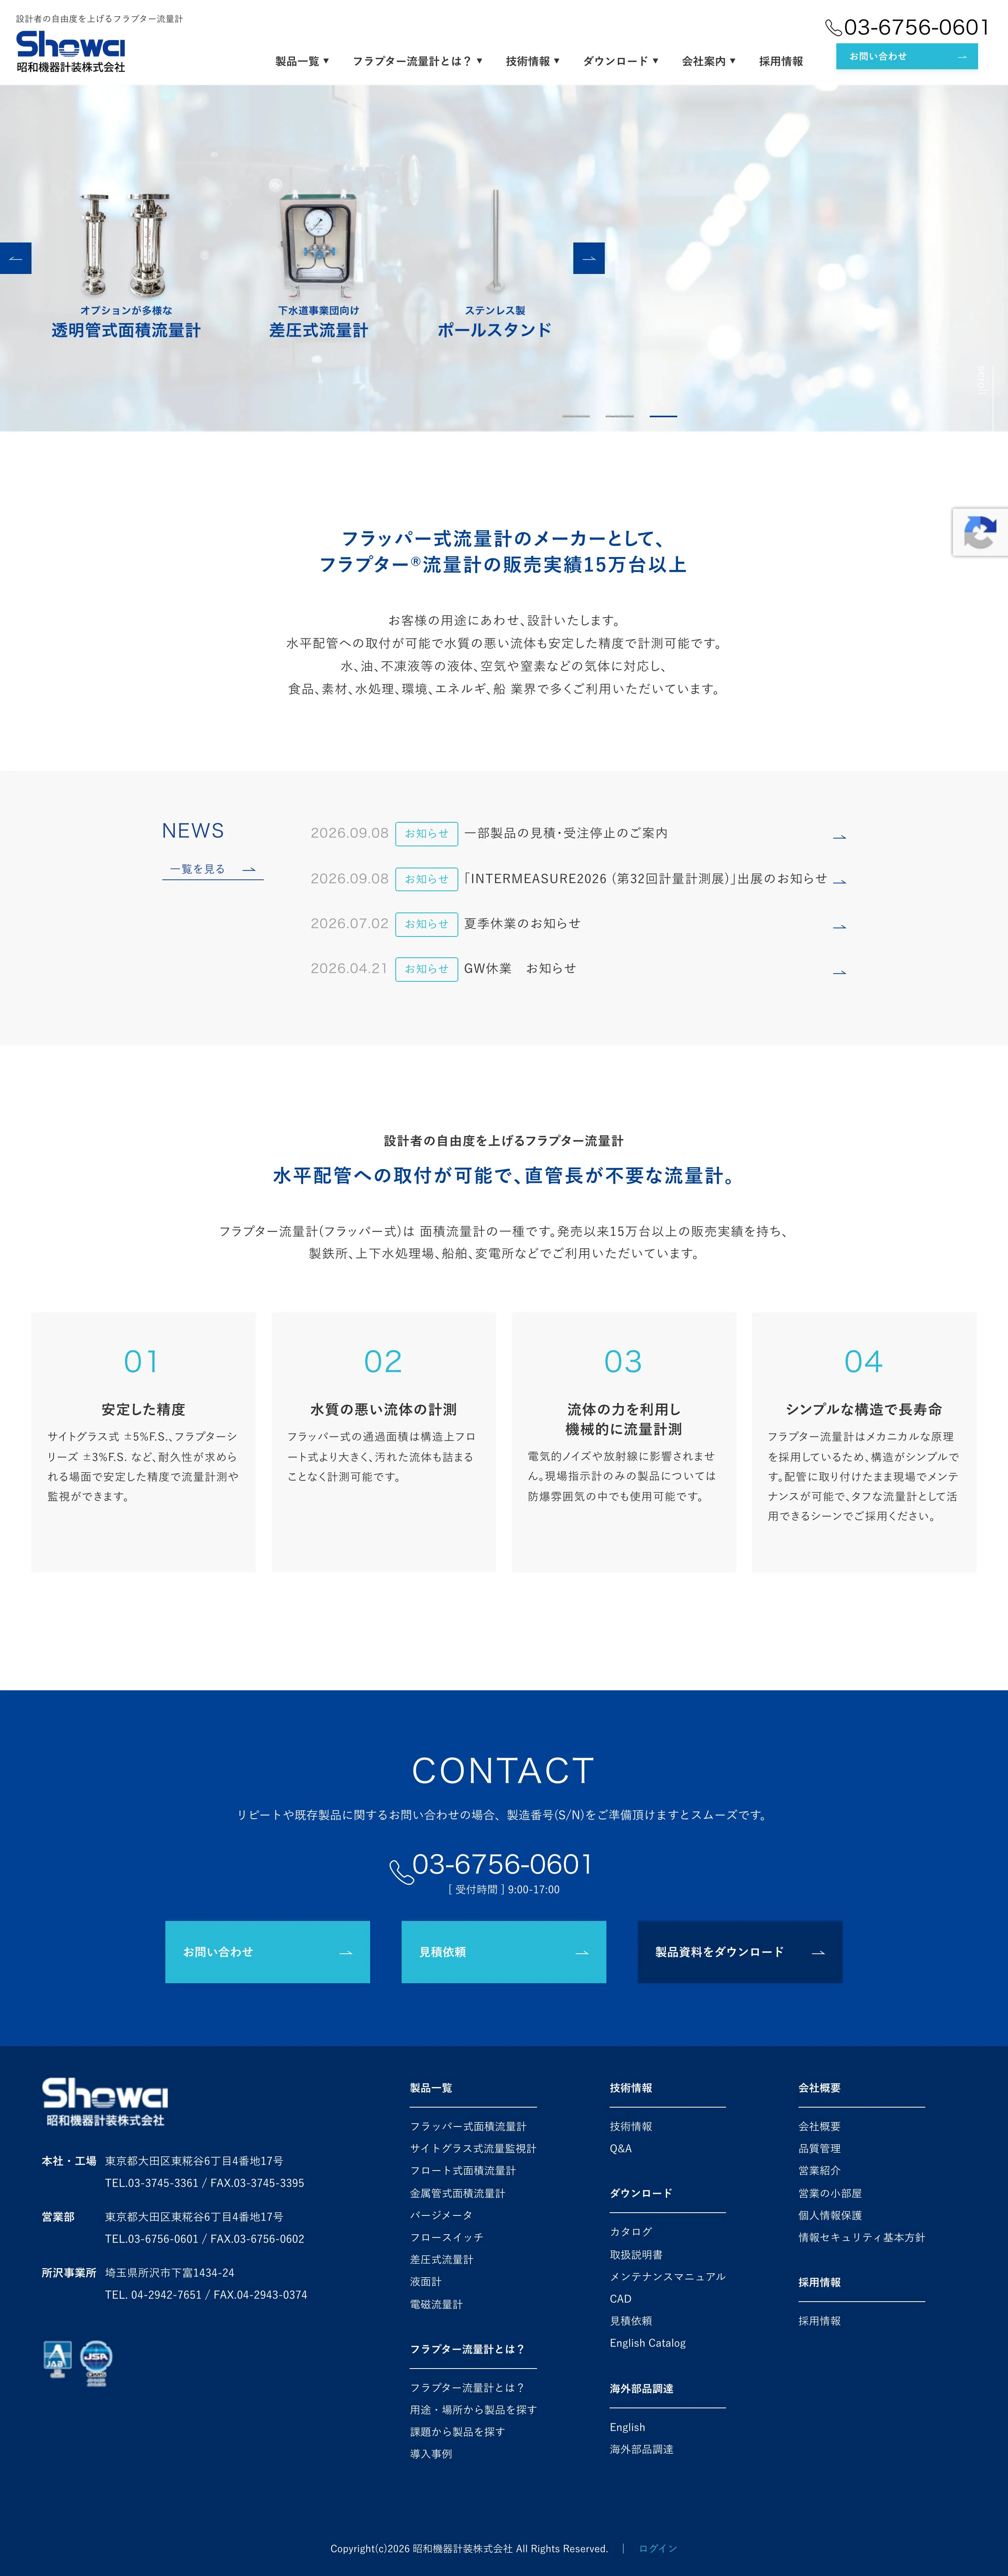 設計者の自由度を上げるフラプター流量計
Showa
昭和機器計装株式会社
製品一覧 ▼
フラプター流量計とは？ ▼
技術情報 ▼
ダウンロード ▼
会社案内 ▼
採用情報
03-6756-0601
お問い合わせ
オプションが多様な
透明管式面積流量計
下水道事業団向け
差圧式流量計
ステンレス製
ポールスタンド
scroll
フラッパー式流量計のメーカーとして、
フラプター®流量計の販売実績15万台以上
お客様の用途にあわせ、設計いたします。
水平配管への取付が可能で水質の悪い流体も安定した精度で計測可能です。
水、油、不凍液等の液体、空気や窒素などの気体に対応し、
食品、素材、水処理、環境、エネルギ、船 業界で多くご利用いただいています。
NEWS
一覧を見る
2026.09.08 お知らせ 一部製品の見積・受注停止のご案内
2026.09.08 お知らせ 「INTERMEASURE2026 (第32回計量計測展)」出展のお知らせ
2026.07.02 お知らせ 夏季休業のお知らせ
2026.04.21 お知らせ GW休業　お知らせ
設計者の自由度を上げるフラプター流量計
水平配管への取付が可能で、直管長が不要な流量計。
フラプター流量計(フラッパー式)は 面積流量計の一種です。発売以来15万台以上の販売実績を持ち、
製鉄所、上下水処理場、船舶、変電所などでご利用いただいています。
01
安定した精度
サイトグラス式 ±5%F.S.、フラプターシ
リーズ ±3%F.S. など、耐久性が求めら
れる場面で安定した精度で流量計測や
監視ができます。
02
水質の悪い流体の計測
フラッパー式の通過面積は構造上フロ
ート式より大きく、汚れた流体も詰まる
ことなく計測可能です。
03
流体の力を利用し
機械的に流量計測
電気的ノイズや放射線に影響されませ
ん。現場指示計のみの製品については
防爆雰囲気の中でも使用可能です。
04
シンプルな構造で長寿命
フラプター流量計はメカニカルな原理
を採用しているため、構造がシンプルで
す。配管に取り付けたまま現場でメンテ
ナンスが可能で、タフな流量計として活
用できるシーンでご採用ください。
CONTACT
リピートや既存製品に関するお問い合わせの場合、製造番号(S/N)をご準備頂けますとスムーズです。
03-6756-0601
[ 受付時間 ] 9:00-17:00
お問い合わせ
見積依頼
製品資料をダウンロード
Showa
昭和機器計装株式会社
本社・工場 東京都大田区東糀谷6丁目4番地17号
TEL.03-3745-3361 / FAX.03-3745-3395
営業部 東京都大田区東糀谷6丁目4番地17号
TEL.03-6756-0601 / FAX.03-6756-0602
所沢事業所 埼玉県所沢市下富1434-24
TEL. 04-2942-7651 / FAX.04-2943-0374
JAB
JSA
製品一覧
フラッパー式面積流量計
サイトグラス式流量監視計
フロート式面積流量計
金属管式面積流量計
パージメータ
フロースイッチ
差圧式流量計
液面計
電磁流量計
フラプター流量計とは？
フラプター流量計とは？
用途・場所から製品を探す
課題から製品を探す
導入事例
技術情報
技術情報
Q&A
ダウンロード
カタログ
取扱説明書
メンテナンスマニュアル
CAD
見積依頼
English Catalog
海外部品調達
English
海外部品調達
会社概要
会社概要
品質管理
営業紹介
営業の小部屋
個人情報保護
情報セキュリティ基本方針
採用情報
採用情報
Copyright(c)2026 昭和機器計装株式会社 All Rights Reserved. ｜ ログイン